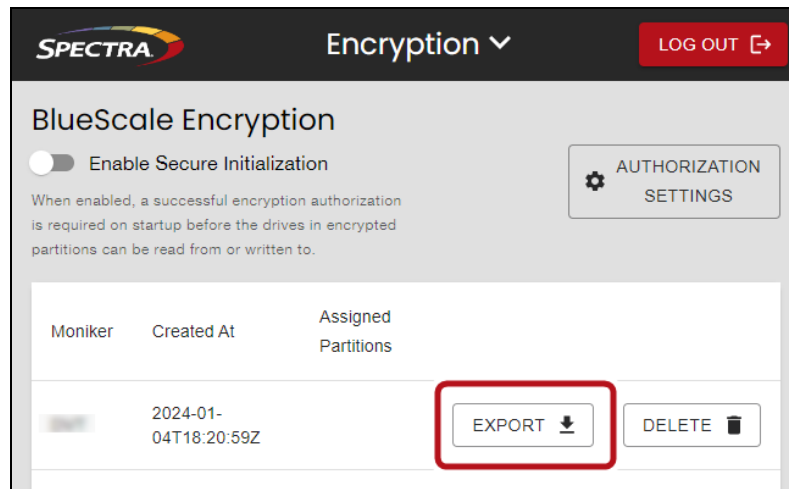 SPECTRA
Encryption
LOG OUT
BlueScale Encryption
Enable Secure Initialization
AUTHORIZATION
SETTINGS
When enabled, a successful encryption authorization
is required on startup before the drives in encrypted
partitions can be read from or written to.
Moniker
Created At
Assigned
Partitions
2024-01-
04T18:20:59Z
EXPORT
DELETE